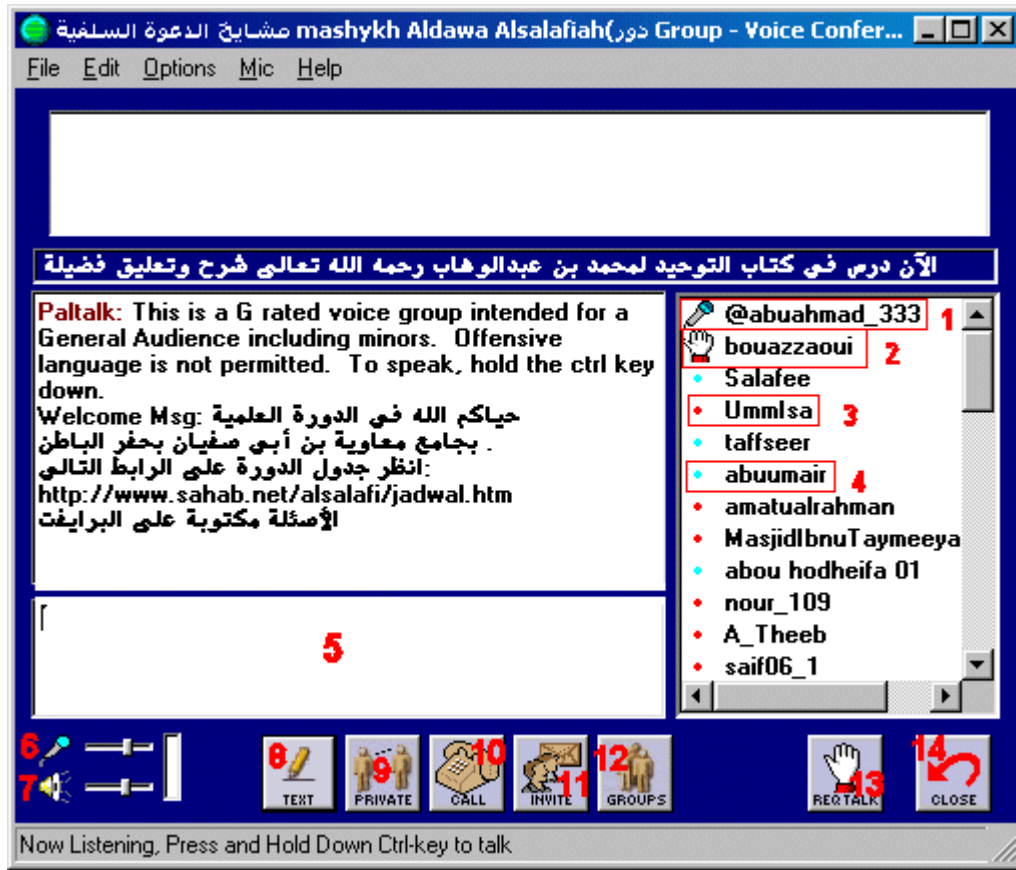 مشايخ الدعوة السلفية mashykh Aldawa Alsalafiah(دور Group - Voice Confer...
File Edit Options Mic Help
الآن درس في كتاب التوحيد لمحمد بن عبدالوهاب رحمه الله تعالى شرح وتعليق فضيلة
Paltalk: This is a G rated voice group intended for a
General Audience including minors. Offensive
language is not permitted. To speak, hold the ctrl key
down.
Welcome Msg: حياكم الله في الدورة العلمية
بجامع معاوية بن أبي صفيان بحفر الباطن .
انظر جدول الدورة على الرابط التالي:
http://www.sahab.net/alsalafi/jadwal.htm
الأصئلة مكتوبة على البرايفت
@abuahmad_333 1
bouazzaoui 2
Salafee
UmmIsa 3
taffseer
abuumair 4
amatualrahman
MasjidIbnuTaymeeya
abou hodheifa 01
nour_109
A_Theeb
saif06_1
5
6
7
8 TEXT
9 PRIVATE
10 CALL
11 INVITE
12 GROUPS
13 REQ TALK
14 CLOSE
Now Listening, Press and Hold Down Ctrl-key to talk